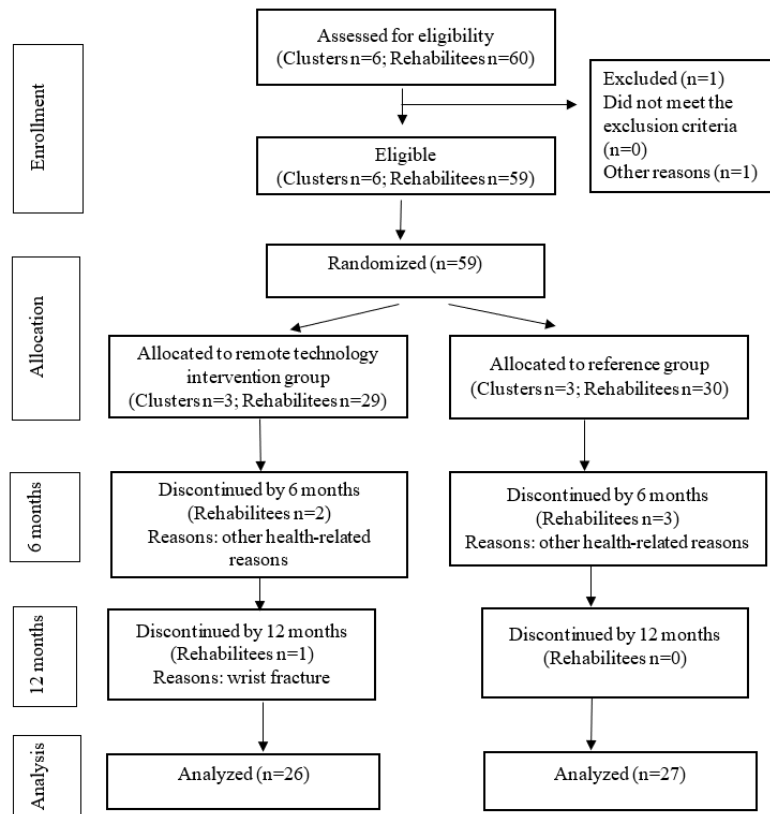 Enrollment
Assessed for eligibility
(Clusters n=6; Rehabilitees n=60)
Excluded (n=1)
Did not meet the
exclusion criteria
(n=0)
Other reasons (n=1)
Eligible
(Clusters n=6; Rehabilitees n=59)
Allocation
Randomized (n=59)
Allocated to remote technology
intervention group
(Clusters n=3; Rehabilitees n=29)
Allocated to reference group
(Clusters n=3; Rehabilitees n=30)
6 months
Discontinued by 6 months
(Rehabilitees n=2)
Reasons: other health-related
reasons
Discontinued by 6 months
(Rehabilitees n=3)
Reasons: other health-related reasons
12 months
Discontinued by 12 months
(Rehabilitees n=1)
Reasons: wrist fracture
Discontinued by 12 months
(Rehabilitees n=0)
Analysis
Analyzed (n=26)
Analyzed (n=27)